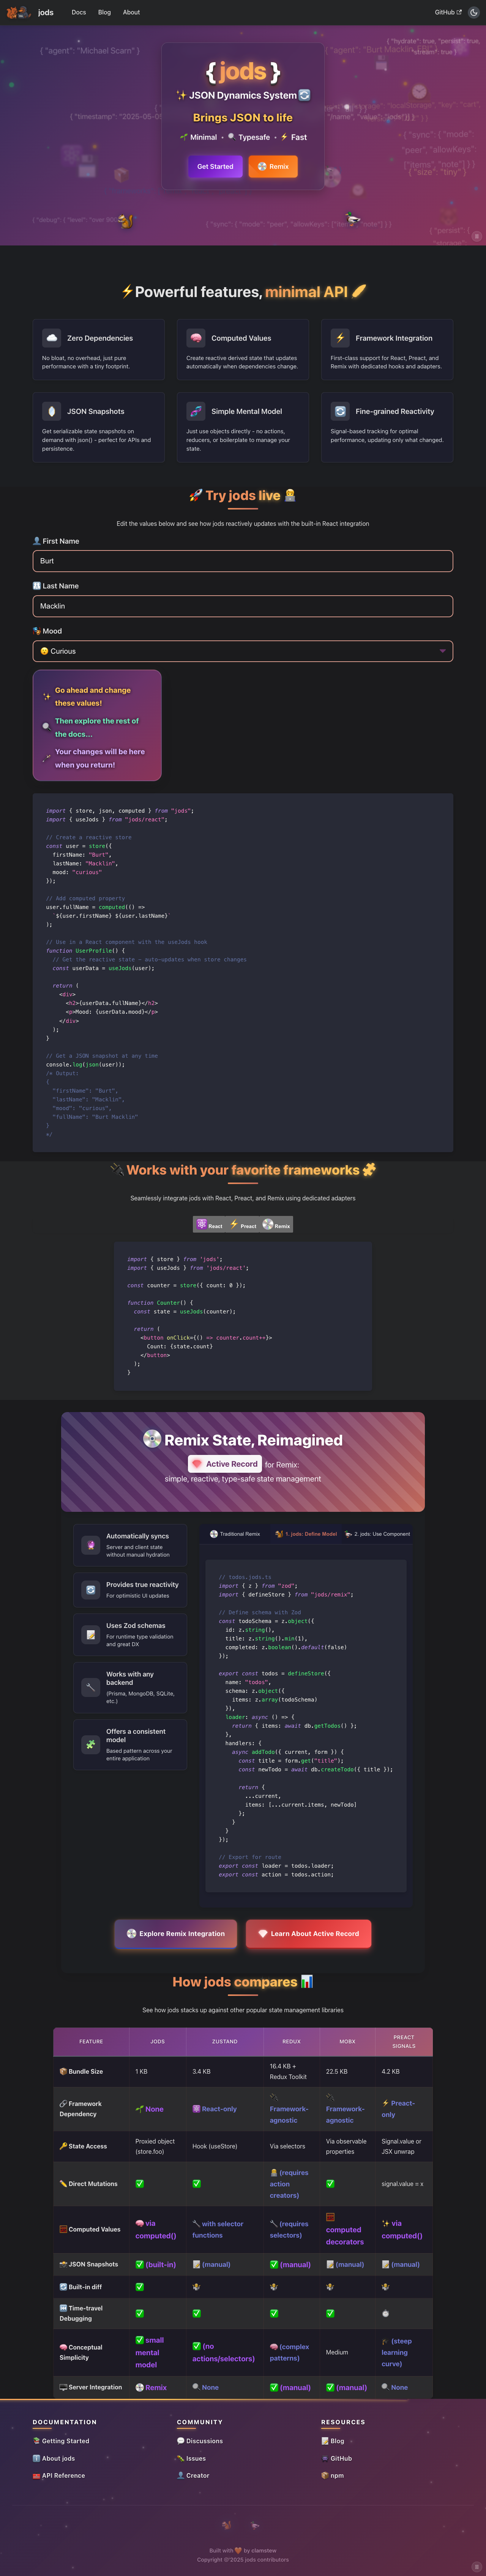 jods Docs Blog About GitHub
{ "hydrate": true, "persist": true, "stream": true }
{ "agent": "Michael Scarn" }
{ "agent": "Burt Macklin, FBI" }
{ jods }
✨ JSON Dynamics System 🔄
Brings JSON to life
🌱 Minimal • 🔍 Typesafe • ⚡ Fast
Get Started 💿 Remix
{ "size": "tiny" }
⚡Powerful features, minimal API 🪶
Zero Dependencies
No bloat, no overhead, just pure
performance with a tiny footprint.
Computed Values
Create reactive derived state that updates
automatically when dependencies change.
Framework Integration
First-class support for React, Preact, and
Remix with dedicated hooks and adapters.
JSON Snapshots
Get serializable state snapshots on
demand with json() - perfect for APIs and
persistence.
Simple Mental Model
Just use objects directly - no actions,
reducers, or boilerplate to manage your
state.
Fine-grained Reactivity
Signal-based tracking for optimal
performance, updating only what changed.
🚀 Try jods live
Edit the values below and see how jods reactively updates with the built-in React integration
First Name
Burt
Last Name
Macklin
Mood
Curious
Go ahead and change
these values!
Then explore the rest of
the docs...
Your changes will be here
when you return!
import { store, json, computed } from "jods";
import { useJods } from "jods/react";
// Create a reactive store
const user = store({
firstName: "Burt",
lastName: "Macklin",
mood: "curious"
});
// Add computed property
user.fullName = computed(() =>
`${user.firstName} ${user.lastName}`
);
// Use in a React component with the useJods hook
function UserProfile() {
// Get the reactive state – auto-updates when store changes
const userData = useJods(user);
return (
<div>
<h2>{userData.fullName}</h2>
<p>Mood: {userData.mood}</p>
</div>
);
}
// Get a JSON snapshot at any time
console.log(json(user));
/* Output:
{
"firstName": "Burt",
"lastName": "Macklin",
"mood": "curious",
"fullName": "Burt Macklin"
}
*/
Works with your favorite frameworks
Seamlessly integrate jods with React, Preact, and Remix using dedicated adapters
React Preact Remix
import { store } from 'jods';
import { useJods } from 'jods/react';
const counter = store({ count: 0 });
function Counter() {
const state = useJods(counter);
return (
<button onClick={() => counter.count++}>
Count: {state.count}
</button>
);
}
Remix State, Reimagined
Active Record for Remix:
simple, reactive, type-safe state management
Automatically syncs
Server and client state
without manual hydration
Provides true reactivity
For optimistic UI updates
Uses Zod schemas
For runtime type validation
and great DX
Works with any
backend
(Prisma, MongoDB, SQLite,
etc.)
Offers a consistent
model
Based pattern across your
entire application
Traditional Remix 1. jods: Define Model 2. jods: Use Component
// todos.jods.ts
import { z } from "zod";
import { defineStore } from "jods/remix";
// Define schema with Zod
const todoSchema = z.object({
id: z.string(),
title: z.string().min(1),
completed: z.boolean().default(false)
});
export const todos = defineStore({
name: "todos",
schema: z.object({
items: z.array(todoSchema)
}),
loader: async () => {
return { items: await db.getTodos() };
},
handlers: {
async addTodo({ current, form }) {
const title = form.get("title");
const newTodo = await db.createTodo({ title });
return {
...current,
items: [...current.items, newTodo]
};
}
}
});
// Export for route
export const loader = todos.loader;
export const action = todos.action;
Explore Remix Integration Learn About Active Record
How jods compares
See how jods stacks up against other popular state management libraries
FEATURE JODS ZUSTAND REDUX MOBX PREACT SIGNALS
Bundle Size 1 KB 3.4 KB 16.4 KB + Redux Toolkit 22.5 KB 4.2 KB
Framework Dependency None React-only Framework-agnostic Framework-agnostic Preact-only
State Access Proxied object (store.foo) Hook (useStore) Via selectors Via observable properties Signal.value or JSX unwrap
Direct Mutations ✅ ✅ (requires action creators) ✅ signal.value = x
Computed Values via computed() with selector functions (requires selectors) computed decorators via computed()
JSON Snapshots ✅ (built-in) (manual) ✅ (manual) (manual) (manual)
Built-in diff ✅
Time-travel Debugging ✅ ✅ ✅ ✅
Conceptual Simplicity ✅ small mental model ✅ (no actions/selectors) (complex patterns) Medium (steep learning curve)
Server Integration Remix None ✅ (manual) ✅ (manual) None
DOCUMENTATION
Getting Started
About jods
API Reference
COMMUNITY
Discussions
Issues
Creator
RESOURCES
Blog
GitHub
npm
Built with by clamstew
Copyright © 2025 jods contributors